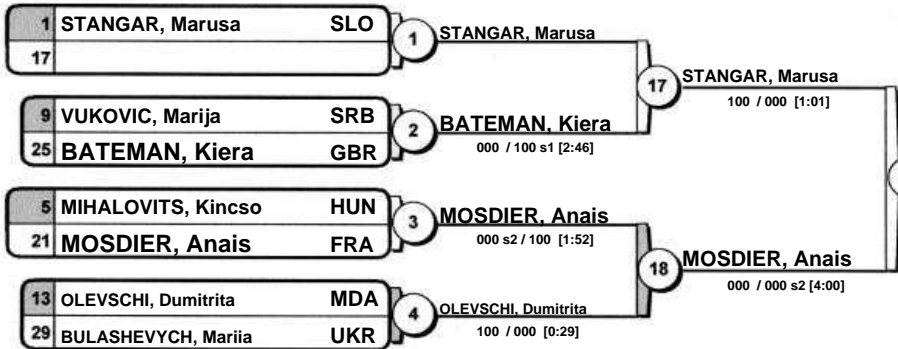 1 STANGAR, Marusa SLO
17
1
STANGAR, Marusa
9 VUKOVIC, Marija SRB
25 BATEMAN, Kiera GBR
2
BATEMAN, Kiera
000 / 100 s1 [2:46]
17
STANGAR, Marusa
100 / 000 [1:01]
5 MIHALOVITS, Kincso HUN
21 MOSDIER, Anais FRA
3
MOSDIER, Anais
000 s2 / 100 [1:52]
13 OLEVSCHI, Dumitrita MDA
29 BULASHEVYCH, Mariia UKR
4
OLEVSCHI, Dumitrita
100 / 000 [0:29]
18
MOSDIER, Anais
000 / 000 s2 [4:00]